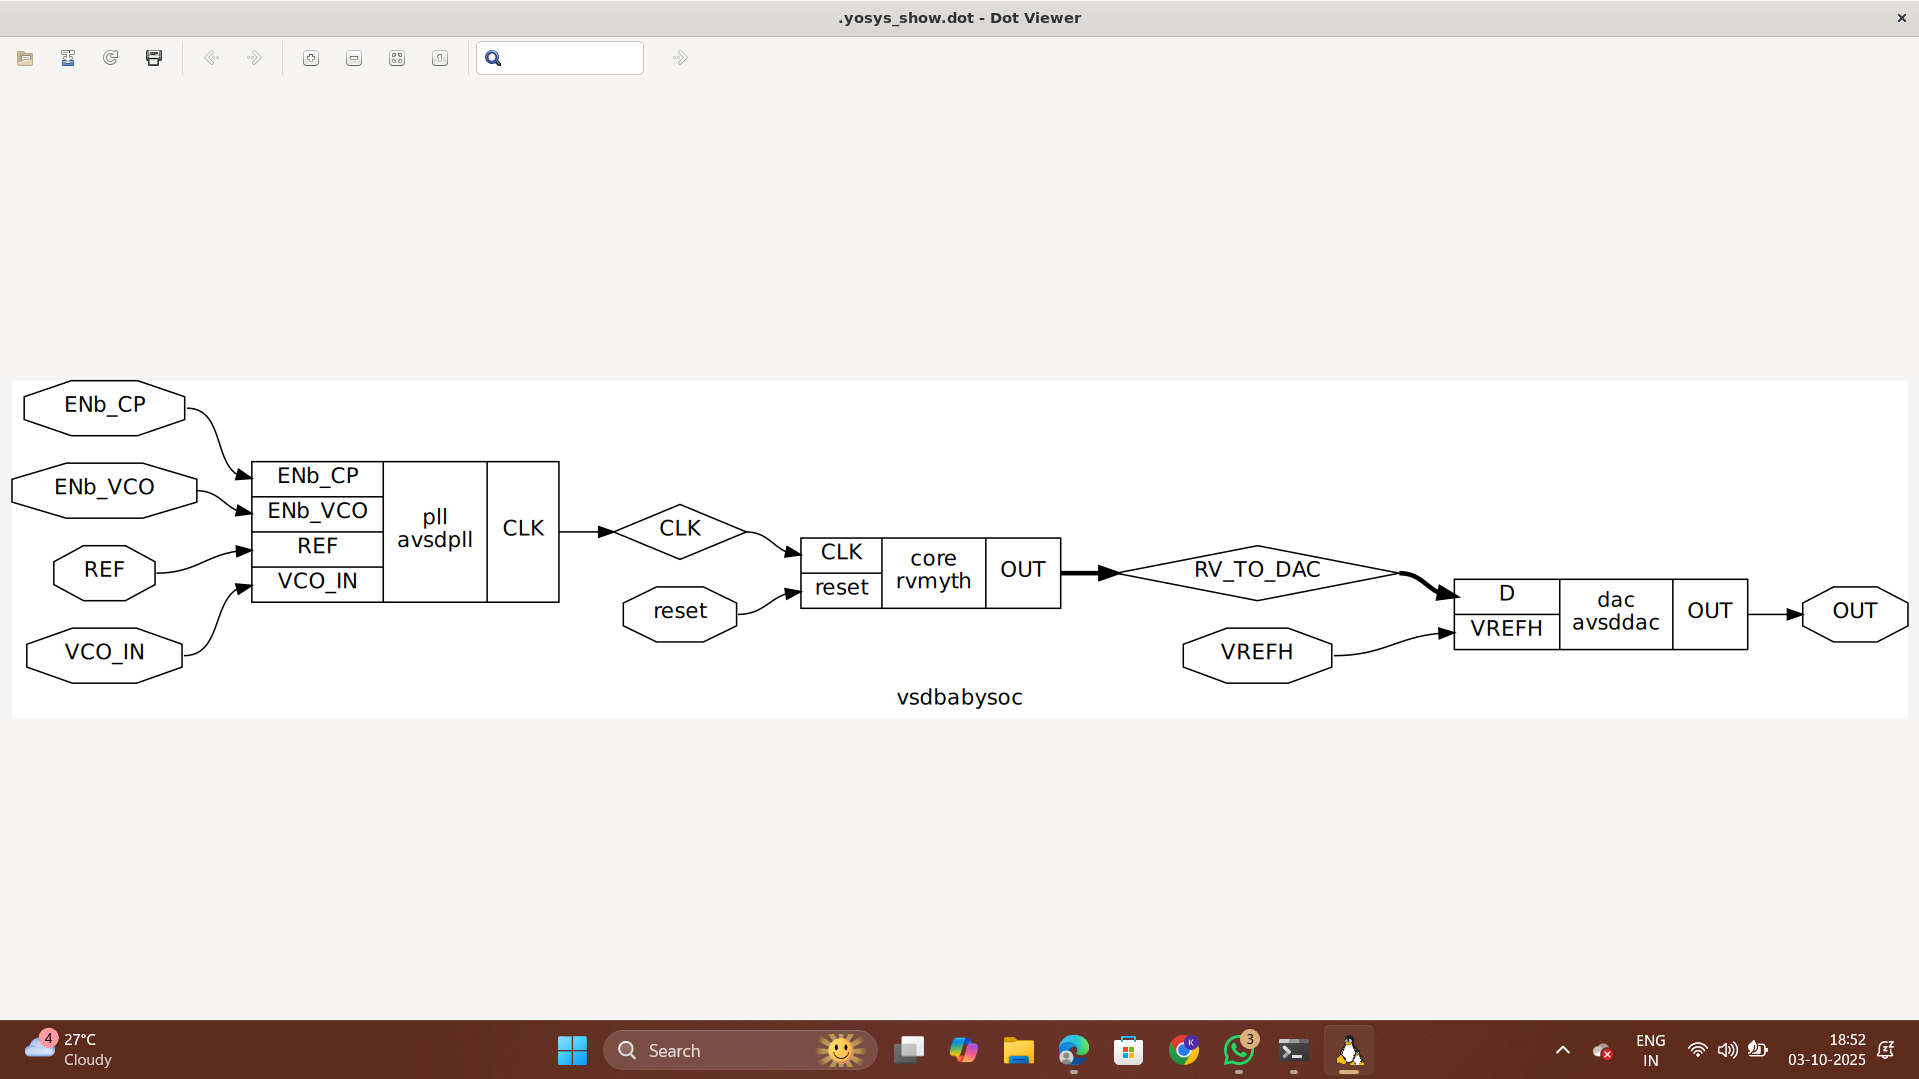 .yosys_show.dot - Dot Viewer
ENb_CP
ENb_VCO
REF
VCO_IN
ENb_CP
ENb_VCO
REF
VCO_IN
pll
avsdpll
CLK
CLK
reset
CLK
reset
core
rvmyth
OUT
RV_TO_DAC
VREFH
D
VREFH
dac
avsddac
OUT
OUT
vsdbabysoc
4
27°C
Cloudy
Search
K
3
ENG
IN
18:52
03-10-2025